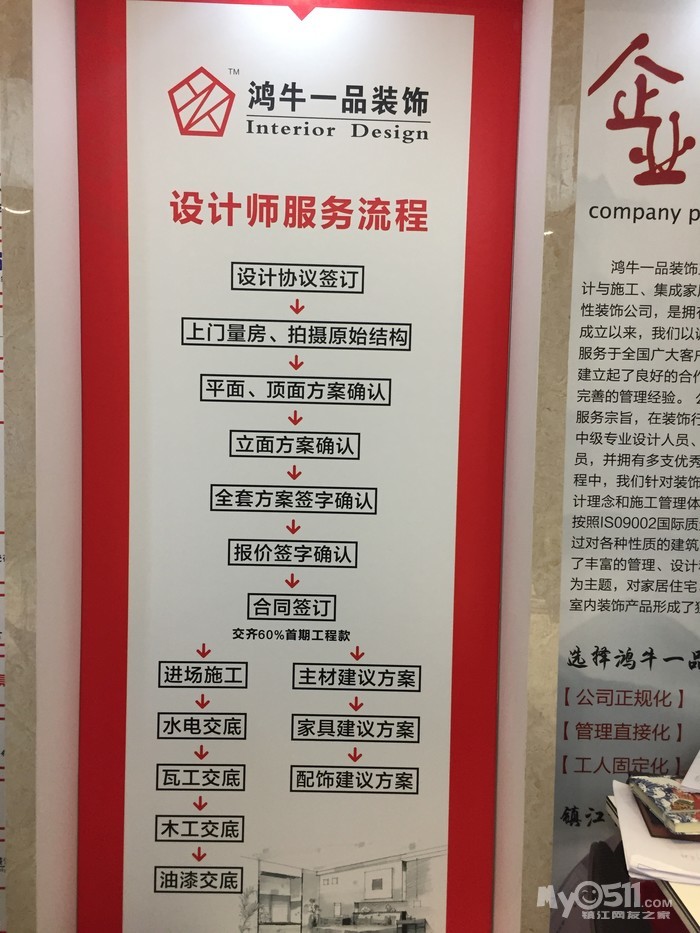 TM
鸿牛一品装饰
Interior Design
设计师服务流程
设计协议签订
上门量房、拍摄原始结构
平面、顶面方案确认
立面方案确认
全套方案签字确认
报价签字确认
合同签订
交齐60%首期工程款
进场施工
水电交底
瓦工交底
木工交底
油漆交底
主材建议方案
家具建议方案
配饰建议方案
企业
company p
鸿牛一品装饰
计与施工、集成家
性装饰公司，是拥有
成立以来，我们以
服务于全国广大客户
建立起了良好的合作
完善的管理经验。
服务宗旨，在装饰行
中级专业设计人员、
员，并拥有多支优秀
程中，我们针对装饰
计理念和施工管理体
按照IS09002国际质
过对各种性质的建筑
了丰富的管理、设计
为主题，对家居住宅
室内装饰产品形成了
选择鸿牛一品
【公司正规化】
【管理直接化】
【工人固定化】
镇江
My0511.com
镇江网友之家